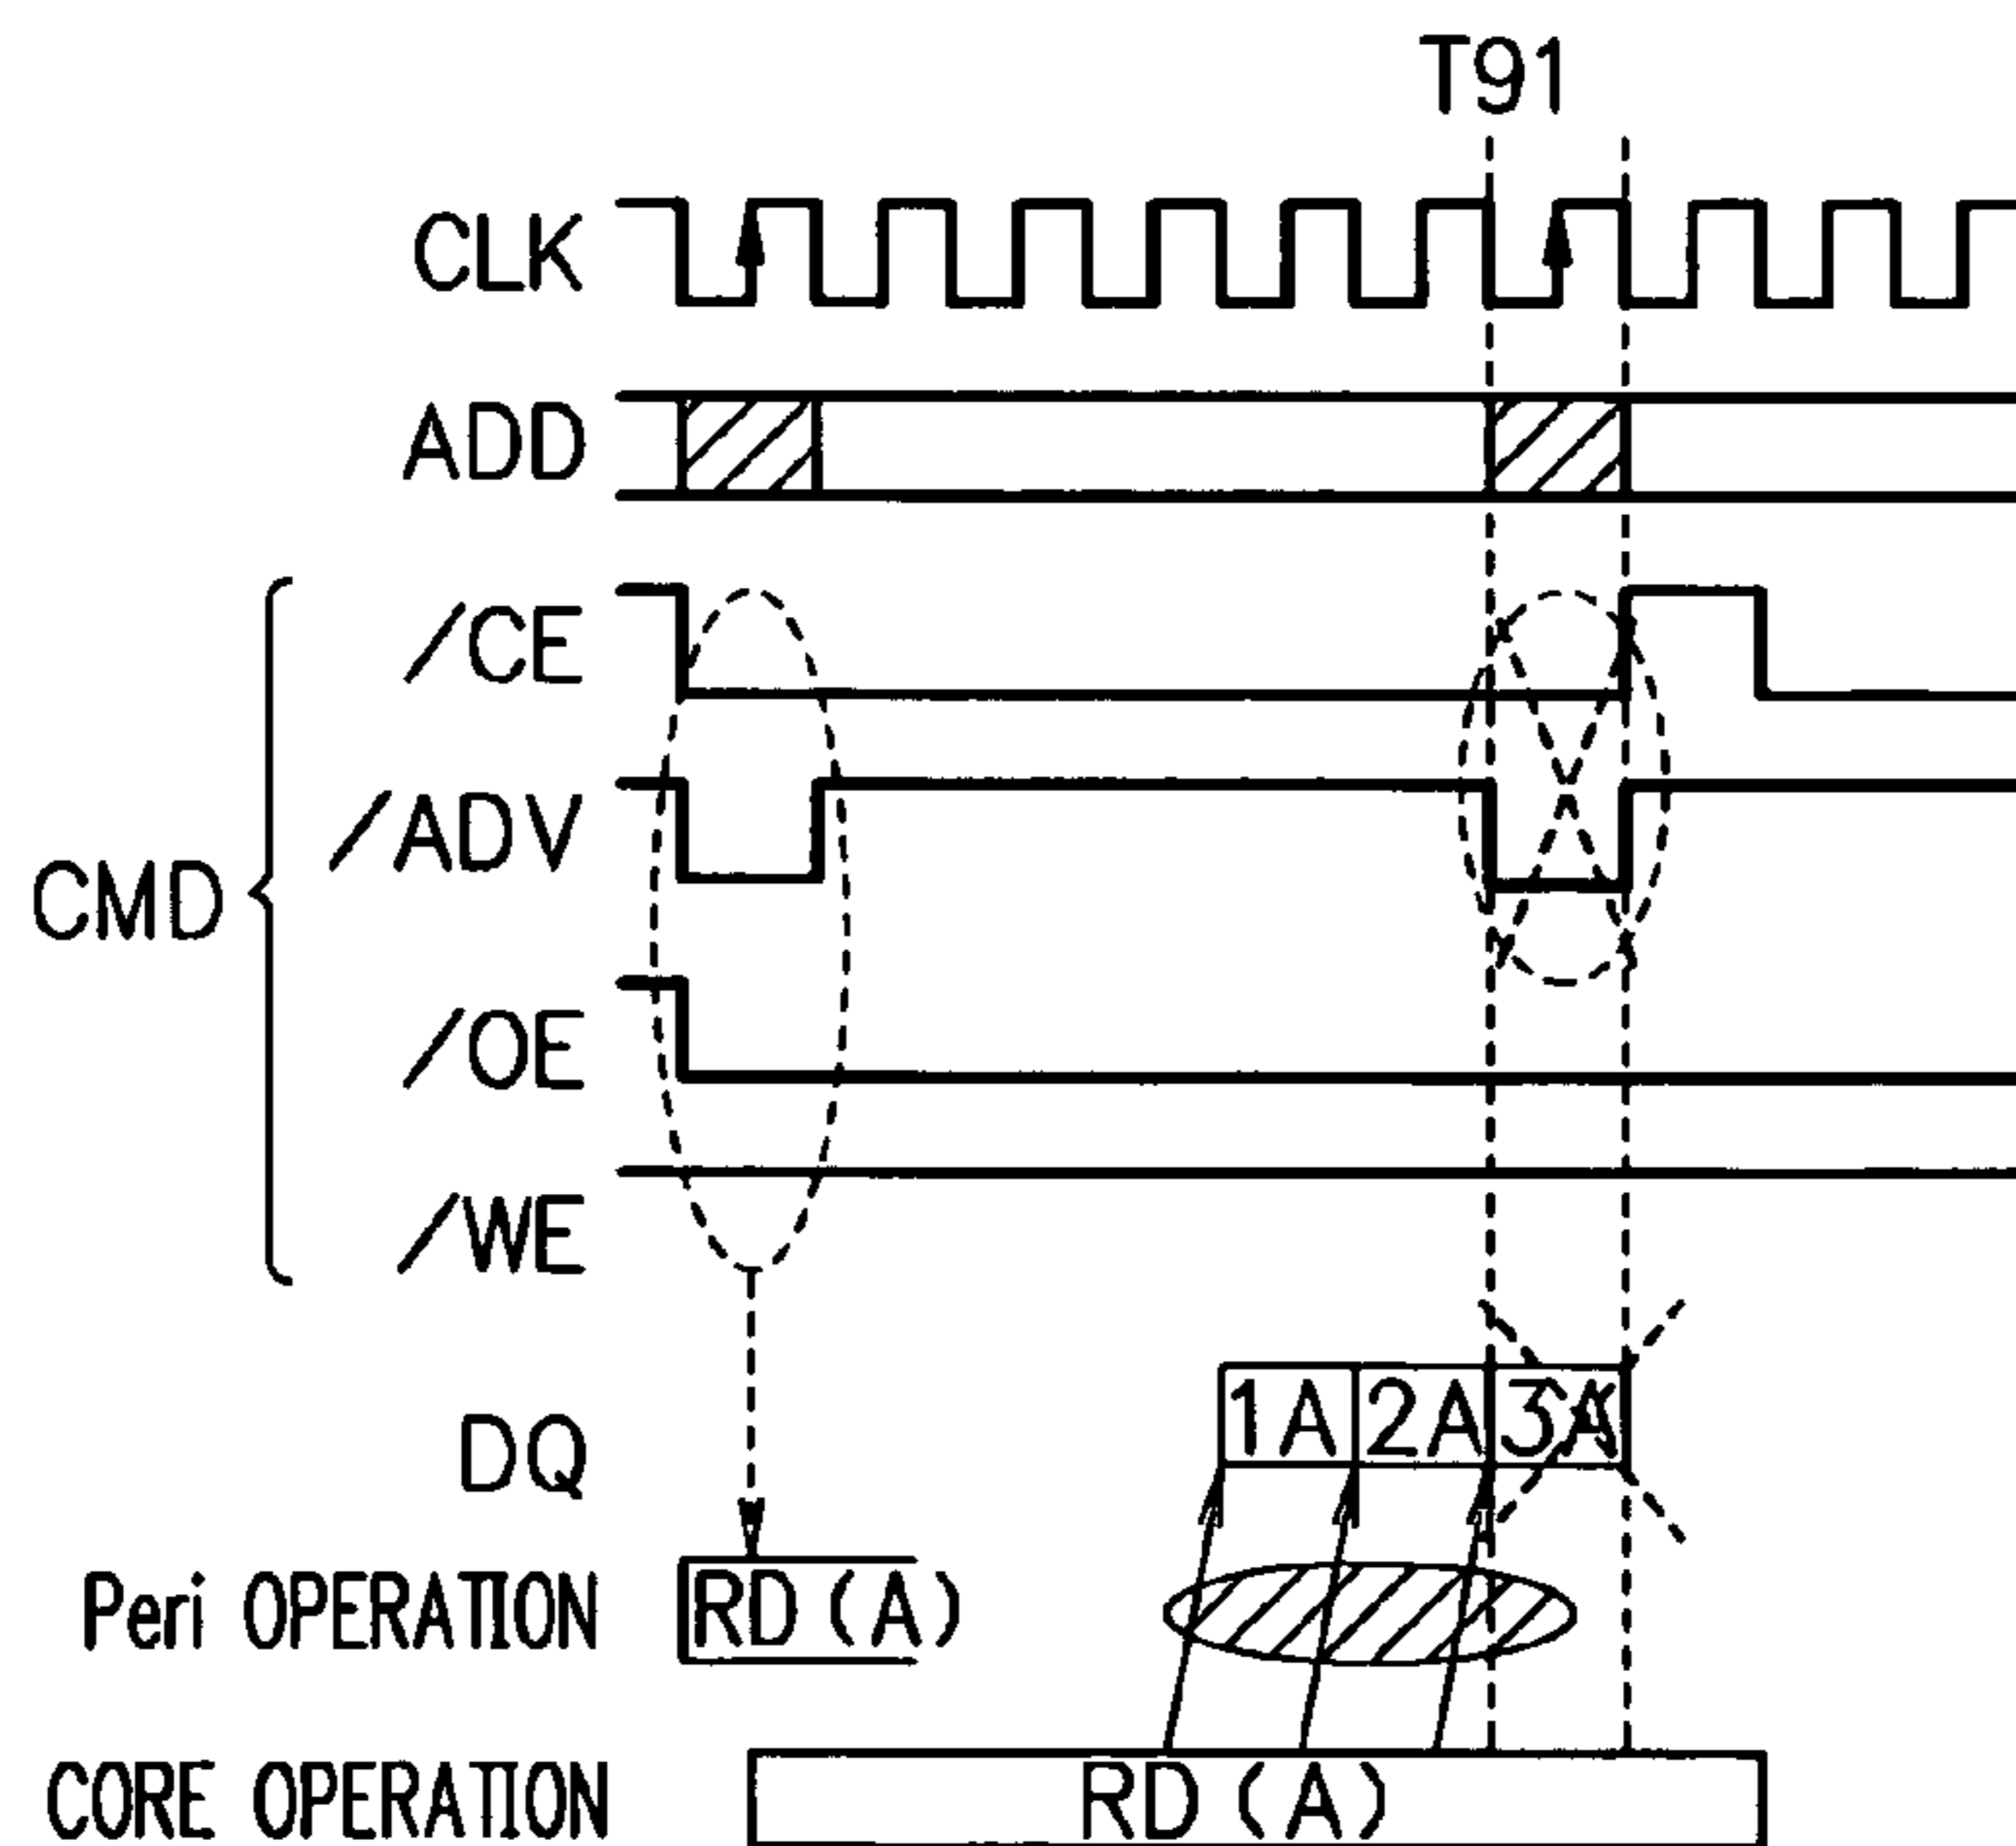 T91
CLK
ADD
/CE
/ADV
CMD
/OE
/WE
1A 2A 3A
DQ
Peri OPERATION RD (A)
CORE OPERATION RD (A)